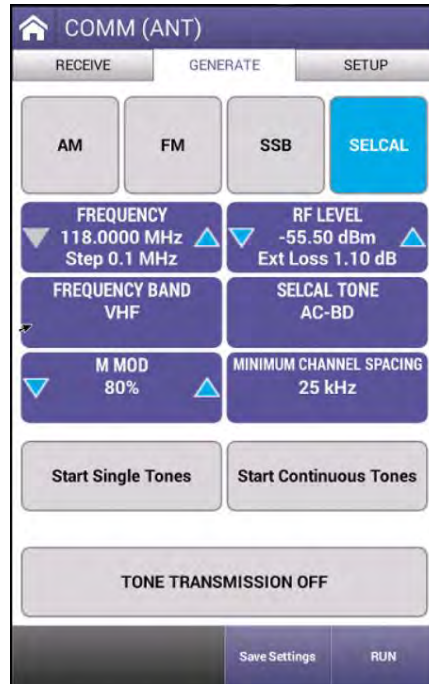 COMM (ANT)
RECEIVE GENERATE SETUP
AM FM SSB SELCAL
FREQUENCY
118.0000 MHz
Step 0.1 MHz
RF LEVEL
-55.50 dBm
Ext Loss 1.10 dB
FREQUENCY BAND
VHF
SELCAL TONE
AC-BD
M MOD
80%
MINIMUM CHANNEL SPACING
25 kHz
Start Single Tones
Start Continuous Tones
TONE TRANSMISSION OFF
Save Settings
RUN